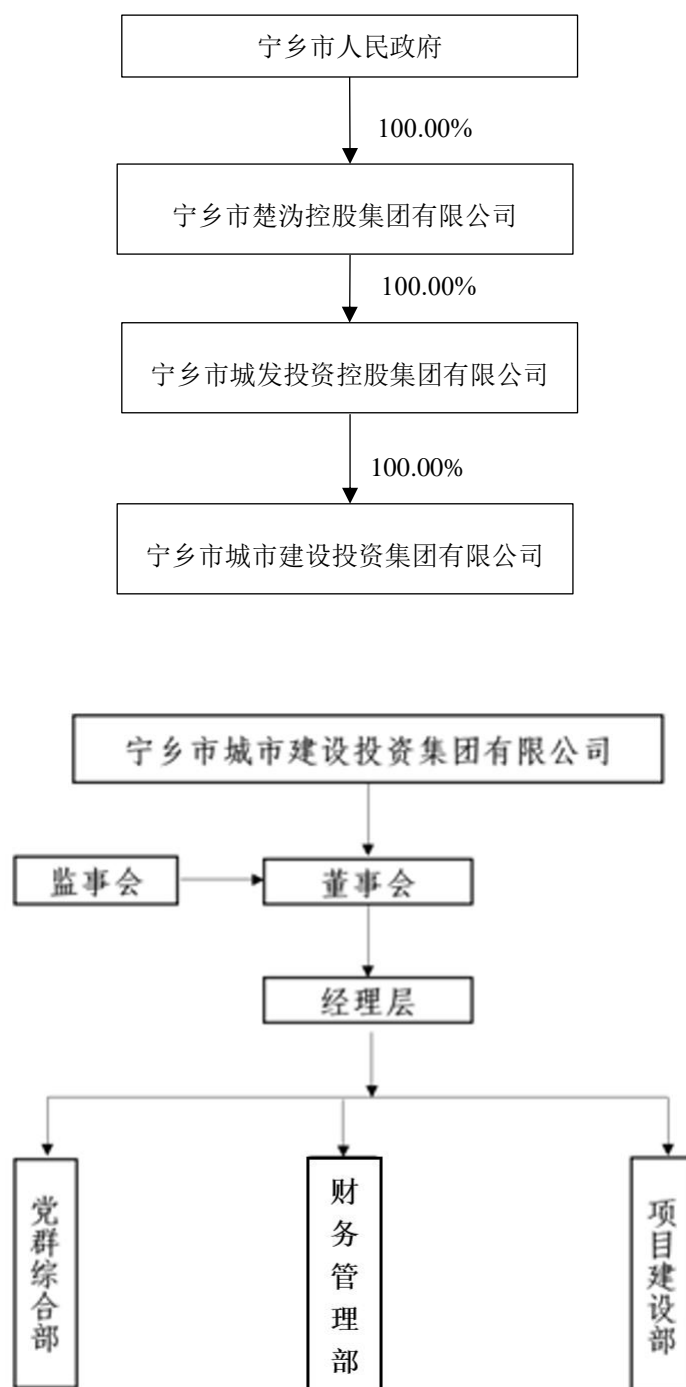 宁乡市人民政府
100.00%
宁乡市楚沩控股集团有限公司
100.00%
宁乡市城发投资控股集团有限公司
100.00%
宁乡市城市建设投资集团有限公司
宁乡市城市建设投资集团有限公司
监事会
董事会
经理层
党群综合部
财务管理部
项目建设部